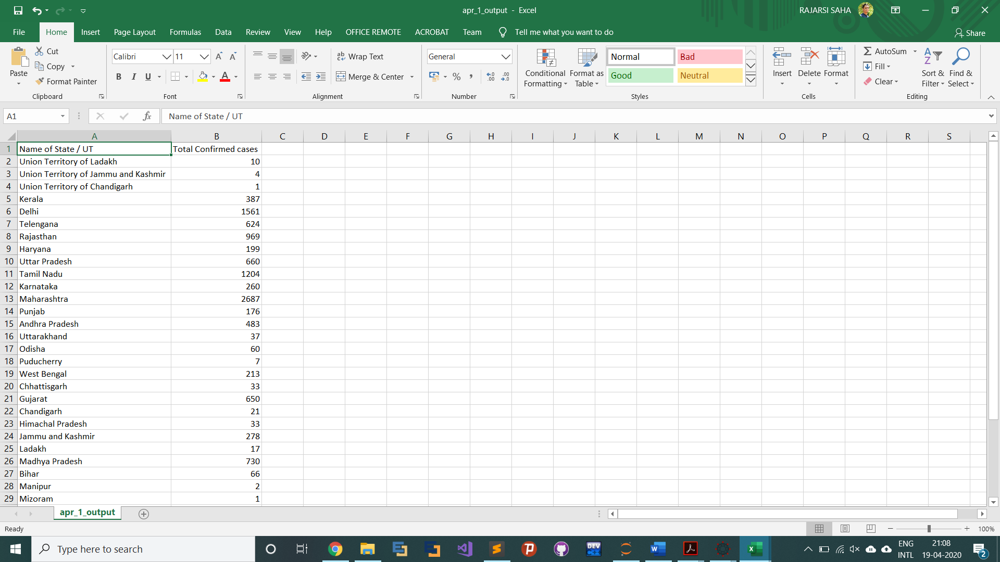 apr_1_output - Excel
RAJARSI SAHA
File Home Insert Page Layout Formulas Data Review View Help OFFICE REMOTE ACROBAT Team Tell me what you want to do Share
Paste
Cut
Copy
Format Painter
Clipboard
Calibri 11
B I U
Font
Wrap Text
Merge & Center
Alignment
General
Number
Conditional Formatting
Format as Table
Normal Bad
Good Neutral
Styles
Insert Delete Format
Cells
AutoSum
Fill
Clear
Sort & Filter
Find & Select
Editing
A1 fx Name of State / UT
A B C D E F G H I J K L M N O P Q R S
1 Name of State / UT Total Confirmed cases
2 Union Territory of Ladakh 10
3 Union Territory of Jammu and Kashmir 4
4 Union Territory of Chandigarh 1
5 Kerala 387
6 Delhi 1561
7 Telengana 624
8 Rajasthan 969
9 Haryana 199
10 Uttar Pradesh 660
11 Tamil Nadu 1204
12 Karnataka 260
13 Maharashtra 2687
14 Punjab 176
15 Andhra Pradesh 483
16 Uttarakhand 37
17 Odisha 60
18 Puducherry 7
19 West Bengal 213
20 Chhattisgarh 33
21 Gujarat 650
22 Chandigarh 21
23 Himachal Pradesh 33
24 Jammu and Kashmir 278
25 Ladakh 17
26 Madhya Pradesh 730
27 Bihar 66
28 Manipur 2
29 Mizoram 1
apr_1_output
Ready
100%
Type here to search
DEV C++
ENG
INTL
21:08
19-04-2020
2